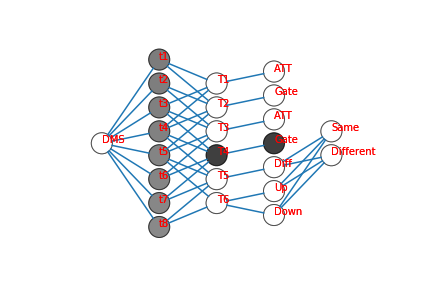 DMS
t1
t2
t3
t4
t5
t6
t7
t8
T1
T2
T3
T4
T5
T6
ATT
Gate
ATT
Gate
Diff
Up
Down
Same
Different